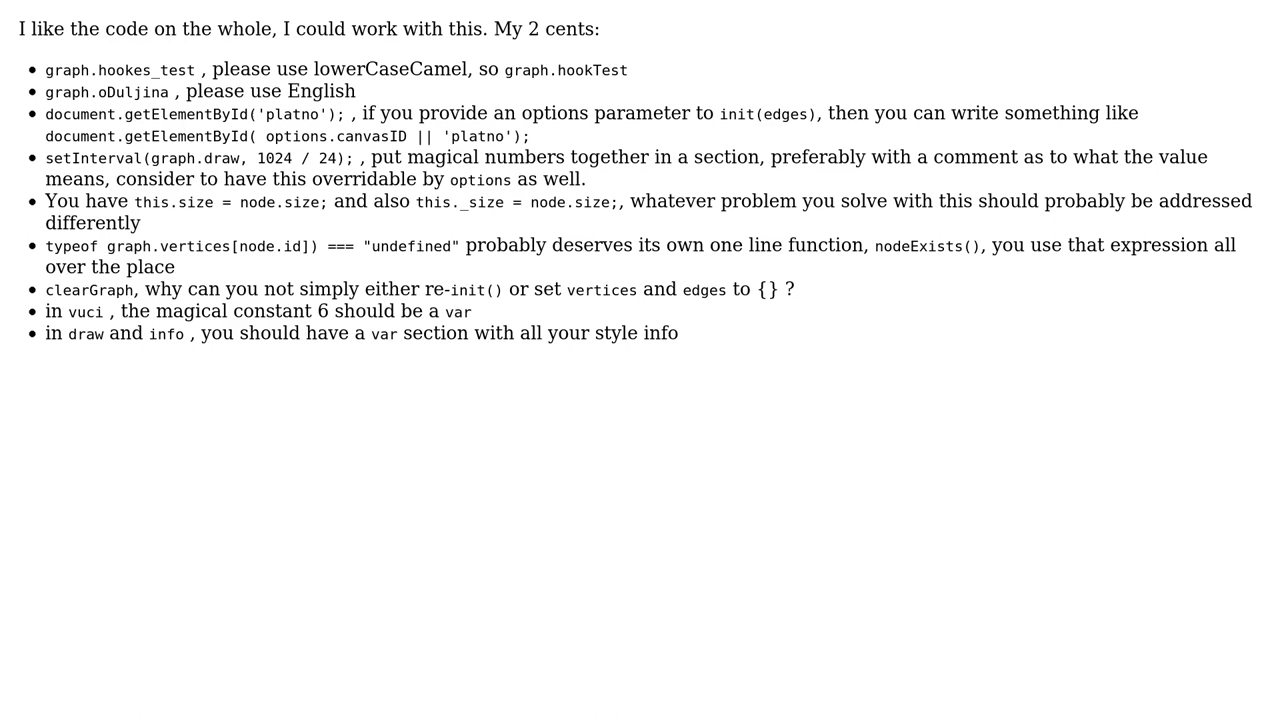 I like the code on the whole, I could work with this. My 2 cents:
• graph.hookes_test , please use lowerCaseCamel, so graph.hookTest
• graph.oDuljina , please use English
• document.getElementById('platno'); , if you provide an options parameter to init(edges), then you can write something like
document.getElementById( options.canvasID || 'platno');
• setInterval(graph.draw, 1024 / 24); , put magical numbers together in a section, preferably with a comment as to what the value
means, consider to have this overridable by options as well.
• You have this.size = node.size; and also this._size = node.size;, whatever problem you solve with this should probably be addressed
differently
• typeof graph.vertices[node.id]) === "undefined" probably deserves its own one line function, nodeExists(), you use that expression all
over the place
• clearGraph, why can you not simply either re-init() or set vertices and edges to {} ?
• in vuci , the magical constant 6 should be a var
• in draw and info , you should have a var section with all your style info